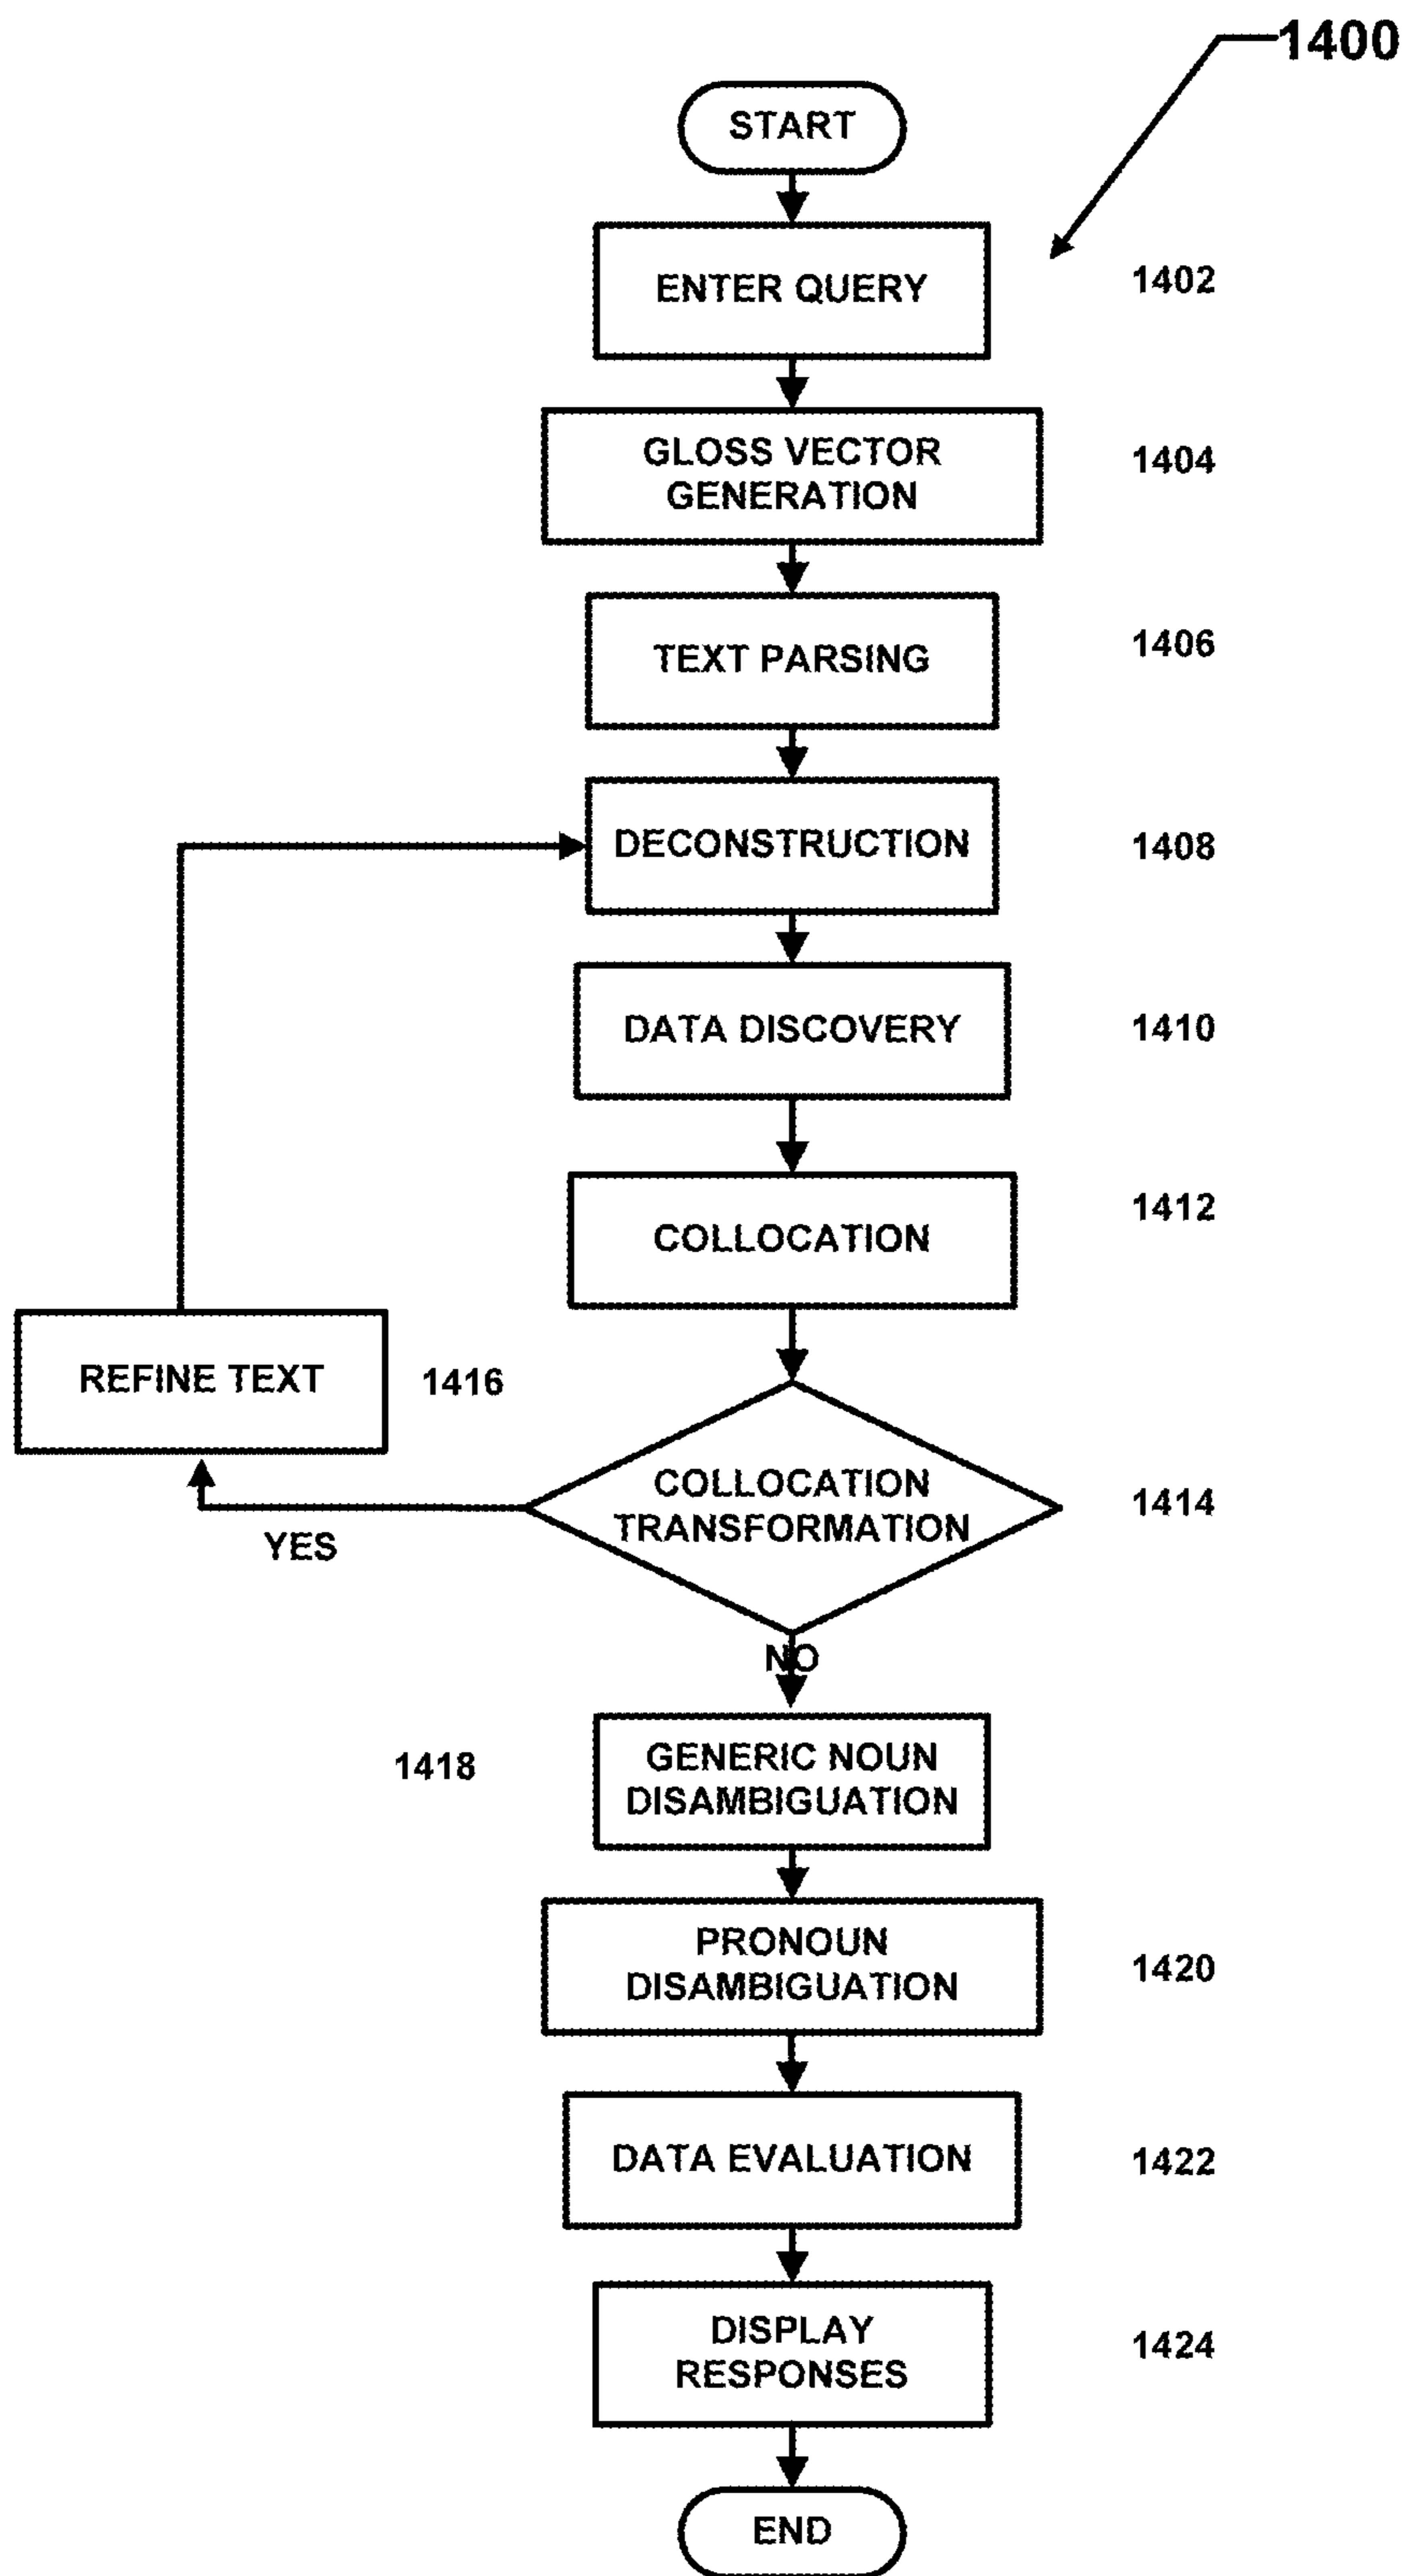 1400
START
ENTER QUERY
1402
GLOSS VECTOR
GENERATION
1404
TEXT PARSING
1406
DECONSTRUCTION
1408
DATA DISCOVERY
1410
COLLOCATION
1412
REFINE TEXT
1416
COLLOCATION
TRANSFORMATION
1414
YES
NO
1418
GENERIC NOUN
DISAMBIGUATION
PRONOUN
DISAMBIGUATION
1420
DATA EVALUATION
1422
DISPLAY
RESPONSES
1424
END